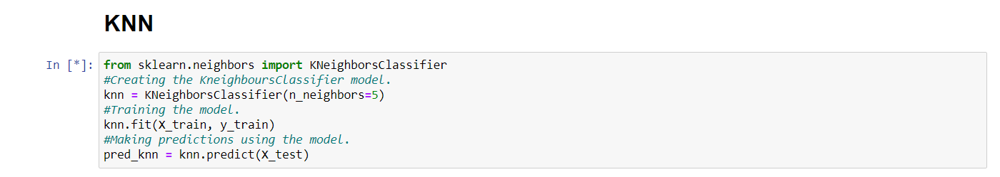 KNN
In [*]: from sklearn.neighbors import KNeighborsClassifier
#Creating the KneighboursClassifier model.
knn = KNeighborsClassifier(n_neighbors=5)
#Training the model.
knn.fit(X_train, y_train)
#Making predictions using the model.
pred_knn = knn.predict(X_test)